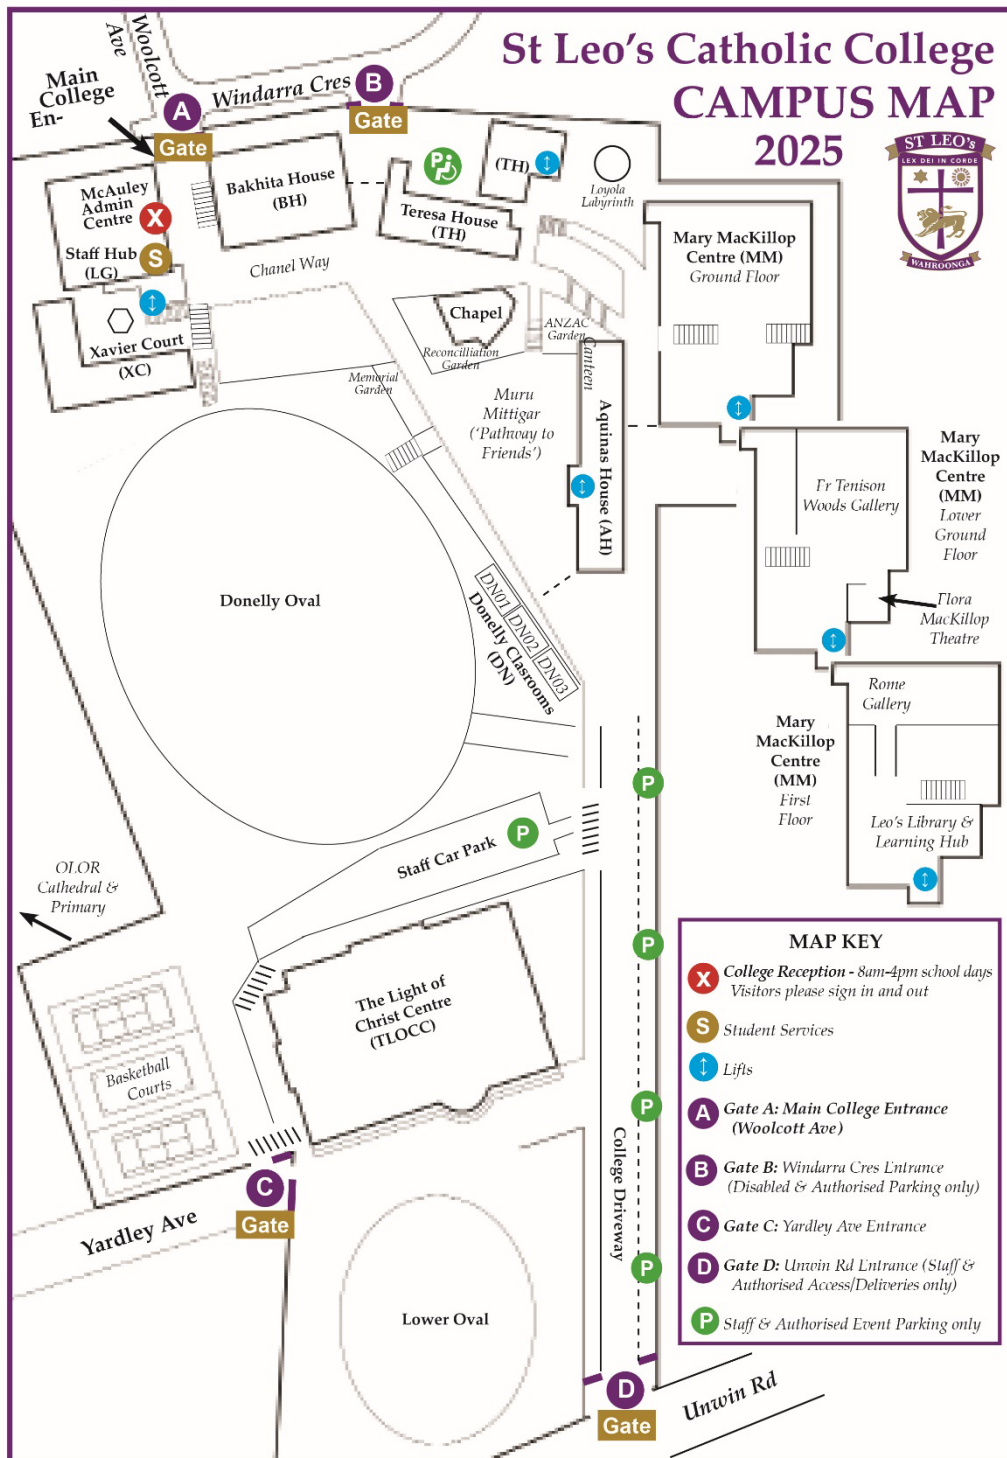 St Leo's Catholic College
CAMPUS MAP
2025
ST LEO's
LEX DEI IN CORDE
WAHROONGA
Woolcott
Ave
Main
College
En-
Windarra Cres
A
Gate
B
Gate
McAuley
Admin
Centre
X
Staff Hub
(LG)
S
Bakhita House
(BH)
P
Teresa House
(TH)
(TH)
Loyola
Labyrinth
Chanel Way
Xavier Court
(XC)
Chapel
Reconcilliation
Garden
ANZAC
Garden
Canteen
Memorial
Garden
Muru
Mittigar
('Pathway to
Friends')
Aquinas House (AH)
Mary MacKillop
Centre (MM)
Ground Floor
Fr Tenison
Woods Gallery
Mary
MacKillop
Centre
(MM)
Lower
Ground
Floor
Flora
MacKillop
Theatre
Donelly Oval
DN01
DN02
DN03
Donelly Clasrooms
(DN)
Rome
Gallery
Mary
MacKillop
Centre
(MM)
First
Floor
Leo's Library &
Learning Hub
P
Staff Car Park
P
OLOR
Cathedral &
Primary
P
The Light of
Christ Centre
(TLOCC)
Basketball
Courts
P
College Driveway
C
Gate
Yardley Ave
P
Lower Oval
D
Gate
Unwin Rd
MAP KEY
X College Reception - 8am-4pm school days
Visitors please sign in and out
S Student Services
Lifts
A Gate A: Main College Entrance
(Woolcott Ave)
B Gate B: Windarra Cres Entrance
(Disabled & Authorised Parking only)
C Gate C: Yardley Ave Entrance
D Gate D: Unwin Rd Entrance (Staff &
Authorised Access/Deliveries only)
P Staff & Authorised Event Parking only